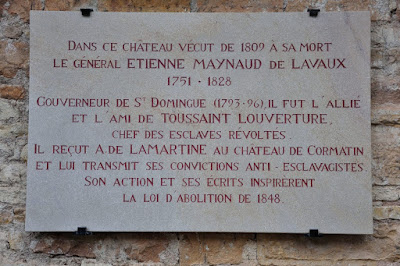 DANS CE CHÂTEAU VÉCUT DE 1809 À SA MORT
LE GÉNÉRAL ETIENNE MAYNAUD DE LAVAUX
1751 · 1828
GOUVERNEUR DE ST DOMINGUE (1793-96), IL FUT L'ALLIÉ
ET L'AMI DE TOUSSAINT LOUVERTURE,
CHEF DES ESCLAVES RÉVOLTÉS.
IL REÇUT A. DE LAMARTINE AU CHÂTEAU DE CORMATIN
ET LUI TRANSMIT SES CONVICTIONS ANTI-ESCLAVAGISTES.
SON ACTION ET SES ÉCRITS INSPIRÈRENT
LA LOI D'ABOLITION DE 1848.